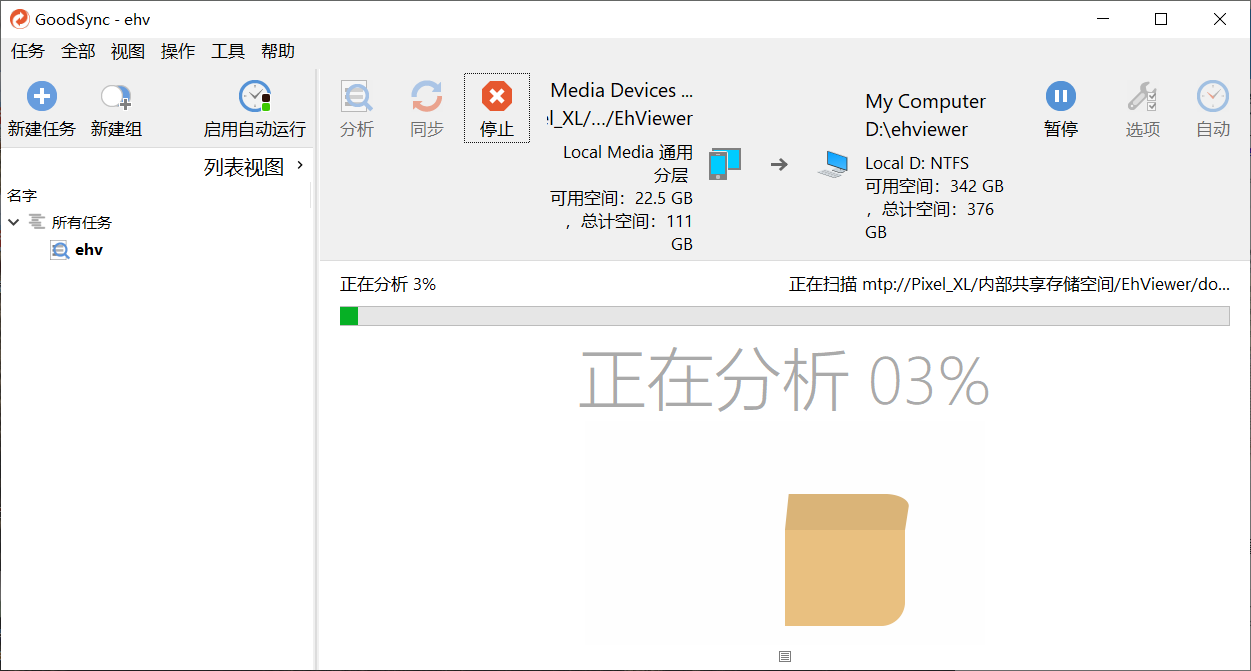 GoodSync - ehv
任务 全部 视图 操作 工具 帮助
新建任务 新建组 启用自动运行
列表视图
名字
所有任务
ehv
分析 同步 停止
Media Devices ...
l_XL/.../EhViewer
Local Media 通用
分层
可用空间：22.5 GB
，总计空间：111
GB
My Computer
D:\ehviewer
Local D: NTFS
可用空间：342 GB
，总计空间：376
GB
暂停 选项 自动
正在分析 3%
正在扫描 mtp://Pixel_XL/内部共享存储空间/EhViewer/do...
正在分析 03%